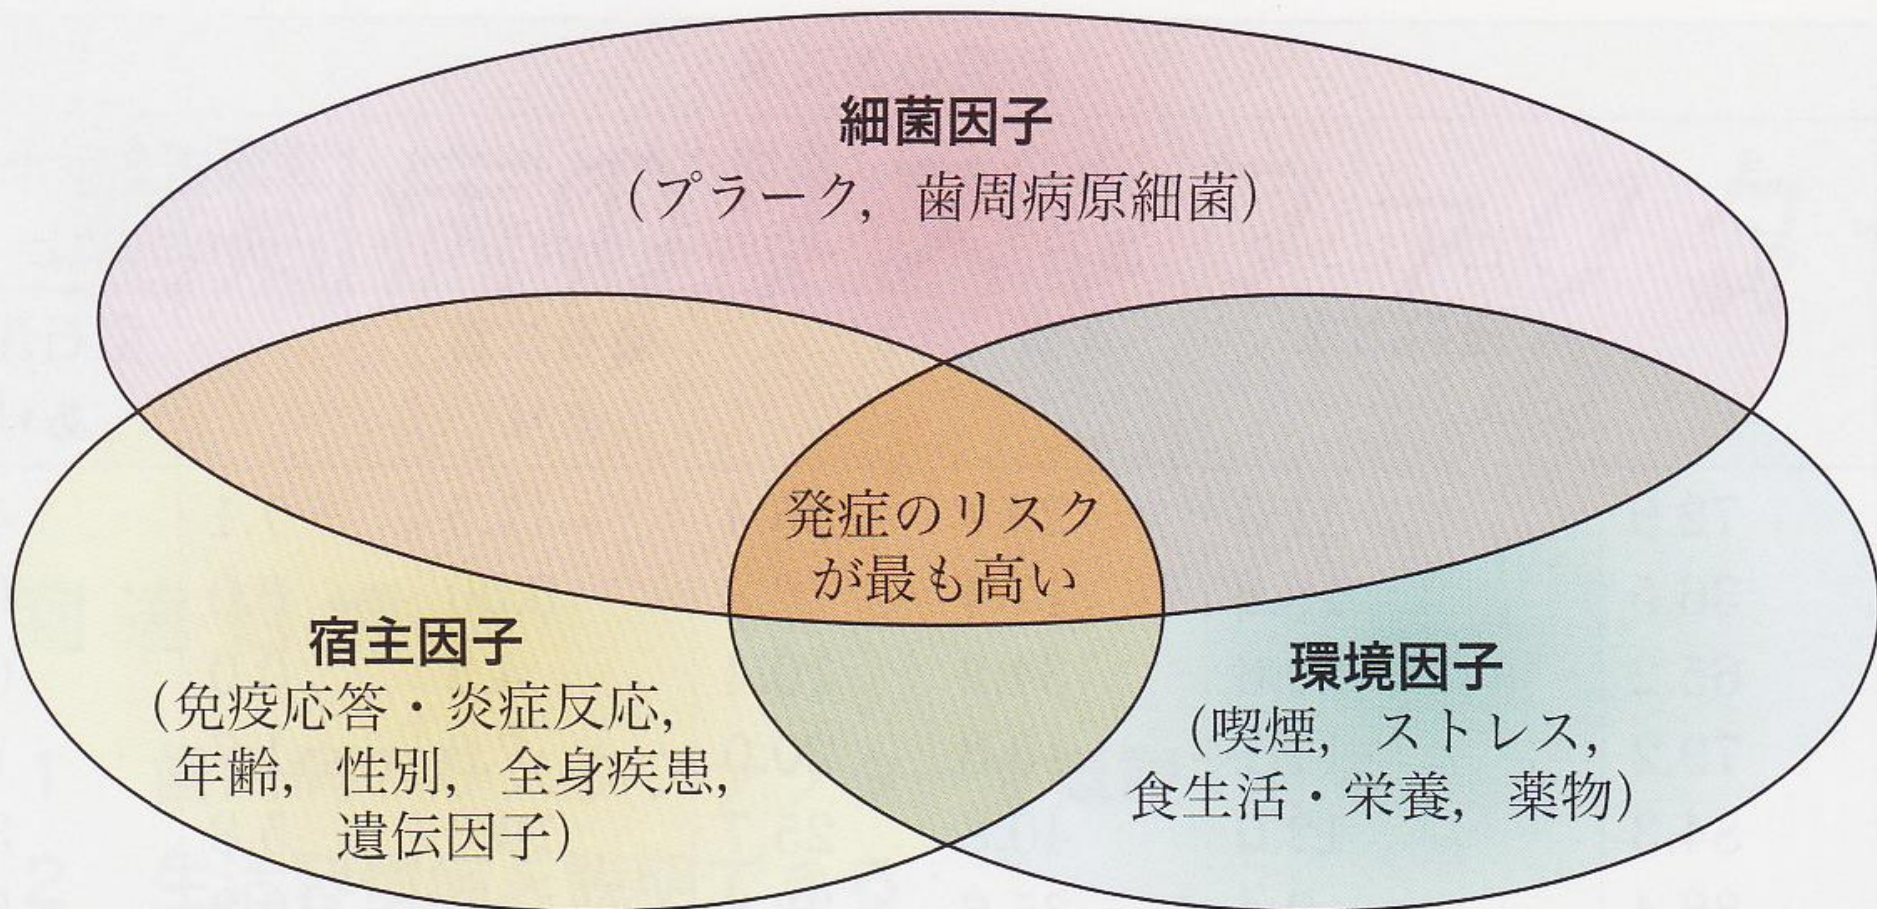 細菌因子
（プラーク，歯周病原細菌）
発症のリスク
が最も高い
宿主因子
（免疫応答・炎症反応，
年齢，性別，全身疾患，
遺伝因子）
環境因子
（喫煙，ストレス，
食生活・栄養，薬物）